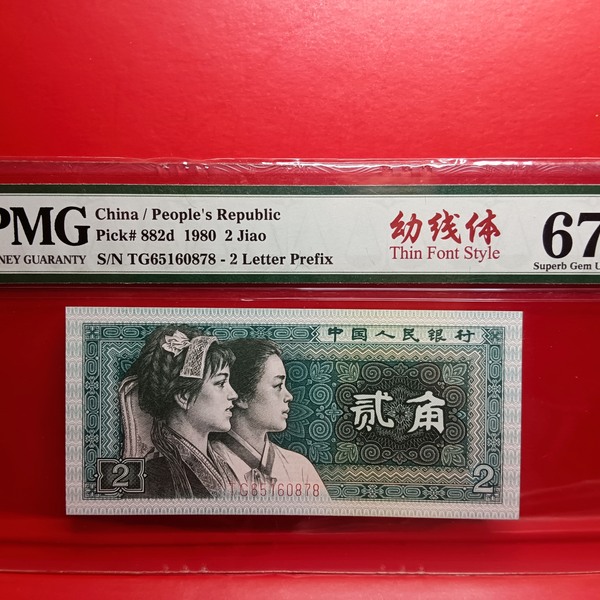 PMG
China / People's Republic
Pick# 882d 1980 2 Jiao
NEY GUARANTY
S/N TG65160878 - 2 Letter Prefix
幼线体
Thin Font Style
67
Superb Gem U
中国人民银行
贰角
2
2
TG65160878